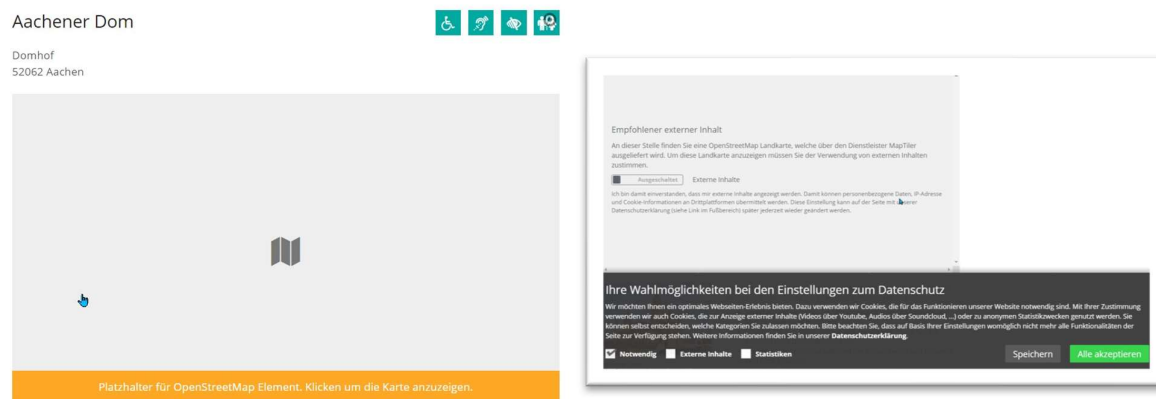 Aachener Dom
Domhof
52062 Aachen
Platzhalter für OpenStreetMap Element. Klicken um die Karte anzuzeigen.
Empfohlener externer Inhalt
An dieser Stelle finden Sie eine OpenStreetMap Landkarte, welche über den Dienstleister MapTiler
ausgeliefert wird. Um diese Landkarte anzuzeigen müssen Sie der Verwendung von externen Inhalten
zustimmen.
Ausgeschaltet Externe Inhalte
Ich bin damit einverstanden, dass mir externe Inhalte angezeigt werden. Damit können personenbezogene Daten, IP-Adresse
und Cookie-Informationen an Drittplattformen übermittelt werden. Diese Einstellung kann auf der Seite mit unserer
Datenschutzerklärung (siehe Link im Fußbereich) später jederzeit wieder geändert werden.
Ihre Wahlmöglichkeiten bei den Einstellungen zum Datenschutz
Wir möchten Ihnen ein optimales Webseiten-Erlebnis bieten. Dazu verwenden wir Cookies, die für das Funktionieren unserer Website notwendig sind. Mit Ihrer Zustimmung
verwenden wir auch Cookies, die zur Anzeige externer Inhalte (Videos über Youtube, Audios über Soundcloud, ...) oder zu anonymen Statistikzwecken genutzt werden. Sie
können selbst entscheiden, welche Kategorien Sie zulassen möchten. Bitte beachten Sie, dass auf Basis Ihrer Einstellungen womöglich nicht mehr alle Funktionalitäten der
Seite zur Verfügung stehen. Weitere Informationen finden Sie in unserer Datenschutzerklärung.
Notwendig Externe Inhalte Statistiken Speichern Alle akzeptieren